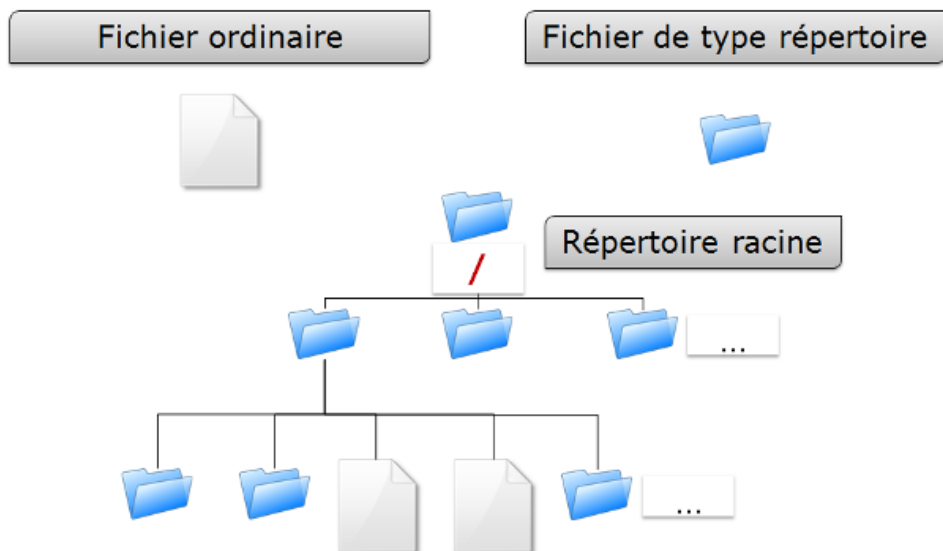 Fichier ordinaire
Fichier de type répertoire
Répertoire racine
/
...
...